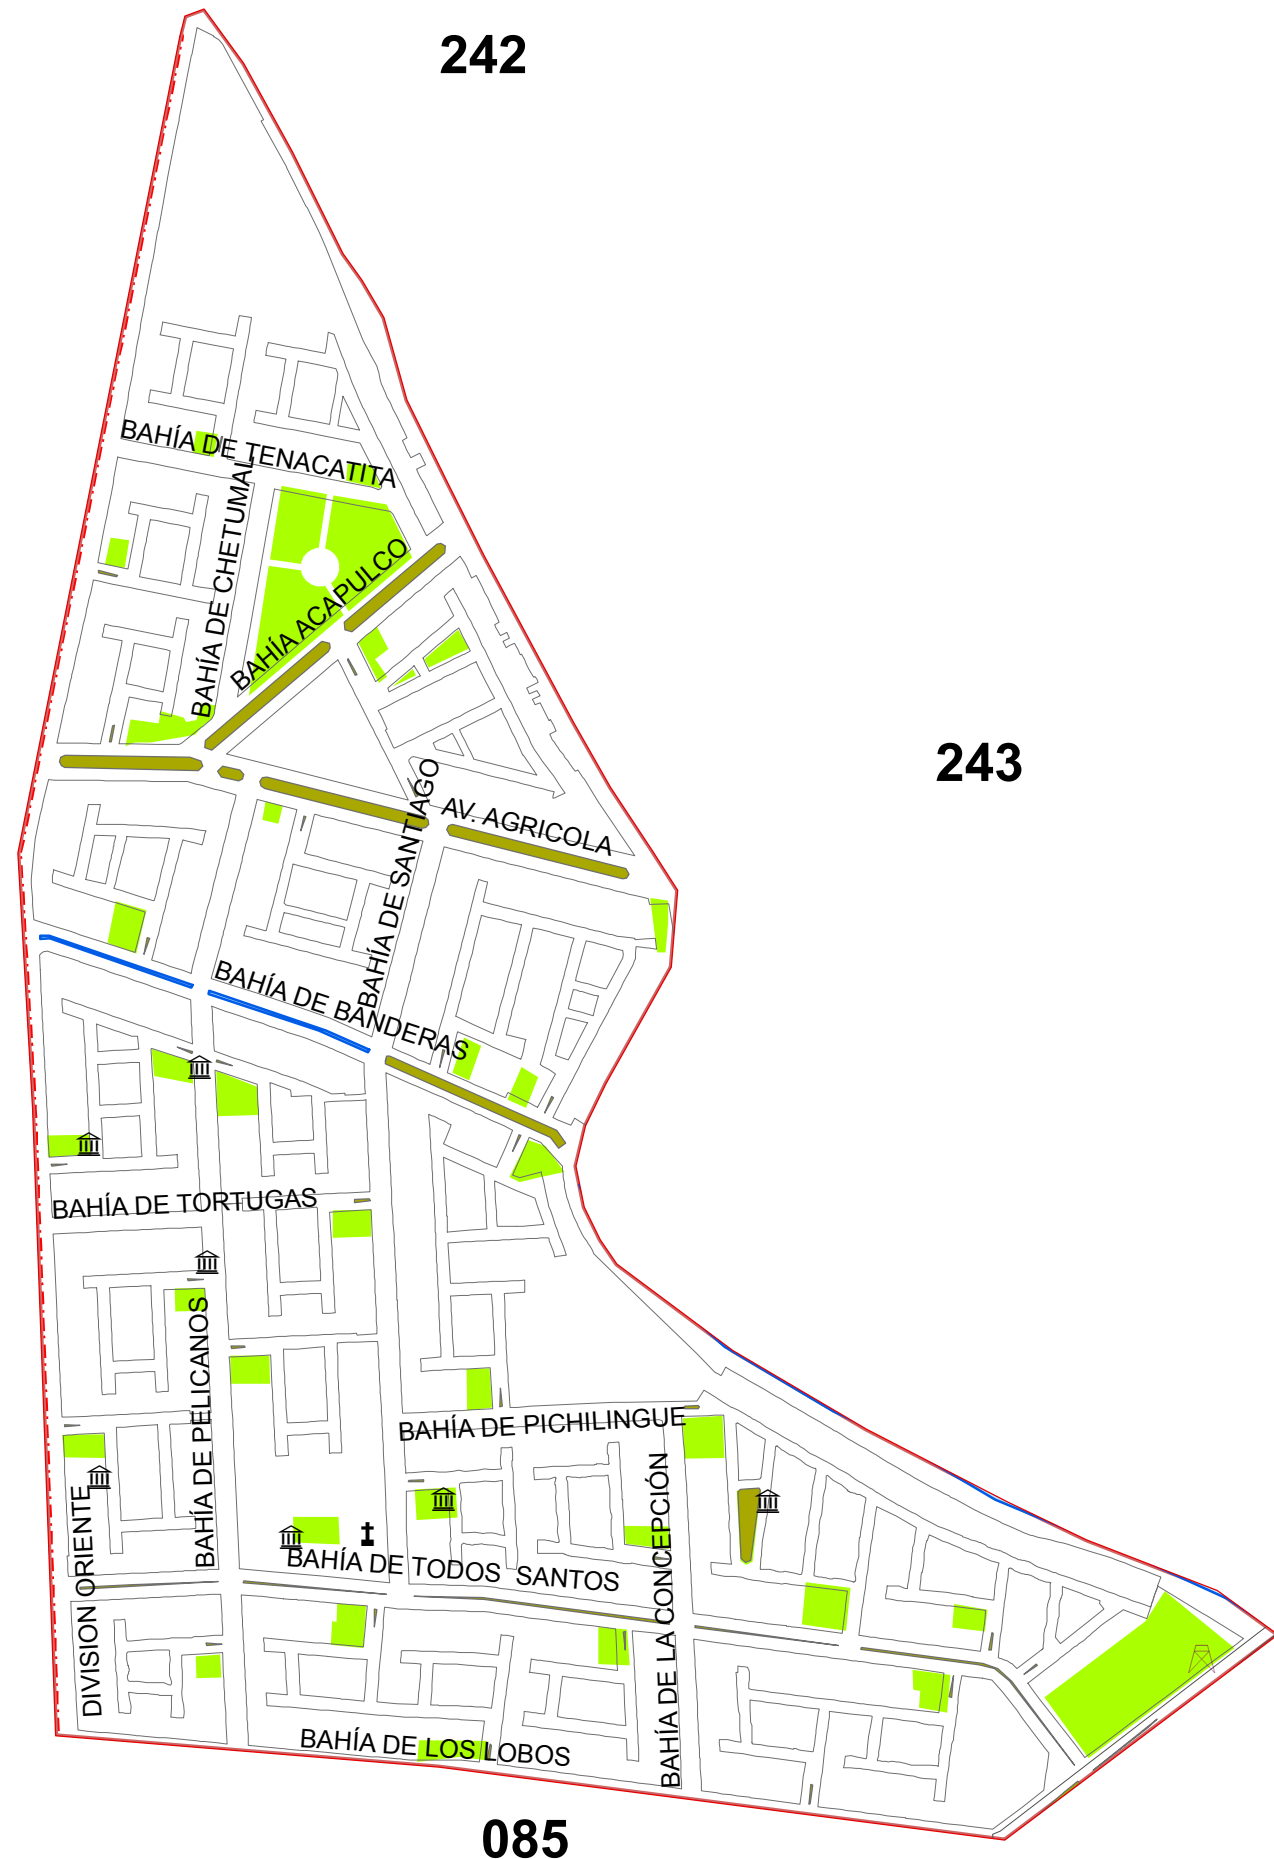 242
BAHÍA DE TENACATITA
BAHÍA DE CHETUMAL
BAHÍA ACAPULCO
243
AV. AGRICOLA
BAHÍA DE SANTIAGO
BAHÍA DE BANDERAS
BAHÍA DE TORTUGAS
BAHÍA DE PELICANOS
BAHÍA DE PICHILINGUE
BAHÍA DE LA CONCEPCIÓN
DIVISION ORIENTE
BAHÍA DE TODOS SANTOS
BAHÍA DE LOS LOBOS
085